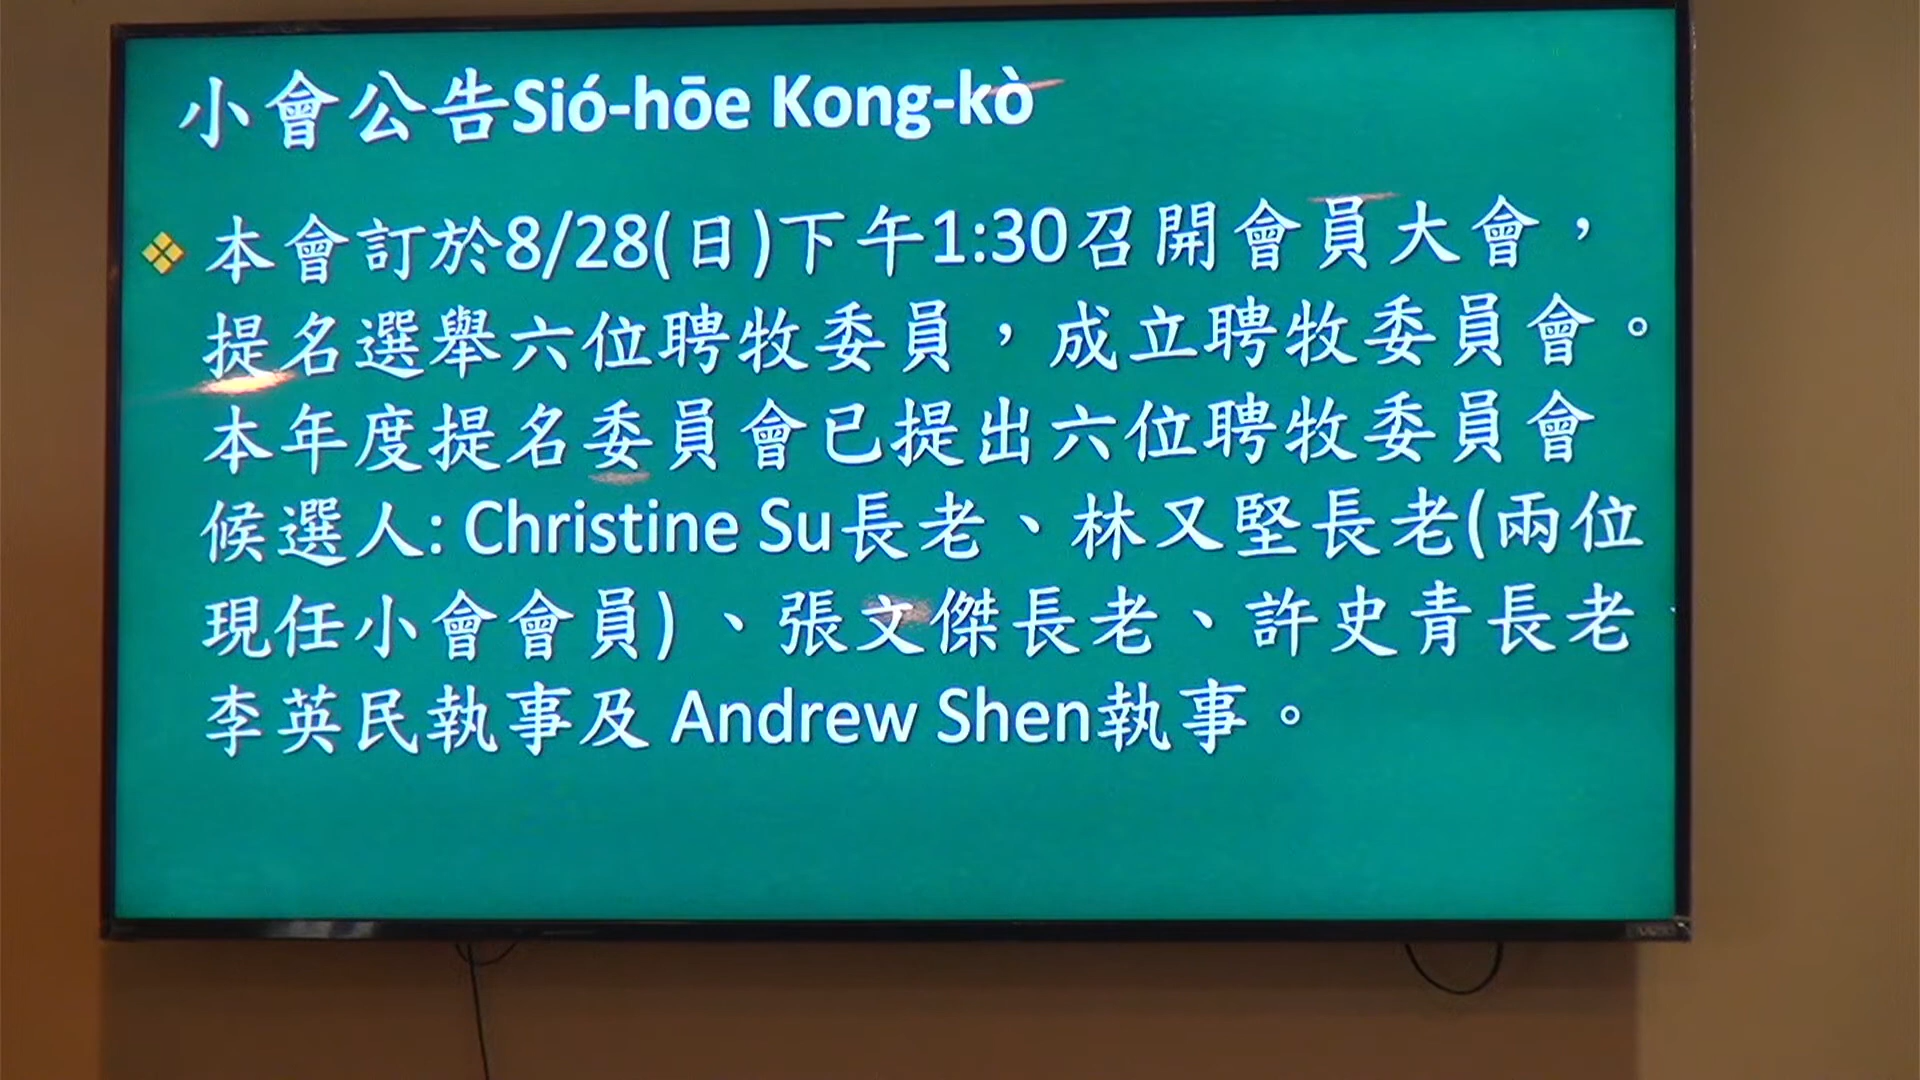 小會公告Sió-hōe Kong-kò
本會訂於8/28(日)下午1:30召開會員大會，
提名選舉六位聘牧委員，成立聘牧委員會。
本年度提名委員會已提出六位聘牧委員會
候選人: Christine Su長老、林又堅長老(兩位
現任小會會員) 、張文傑長老、許史青長老、
李英民執事及 Andrew Shen執事。